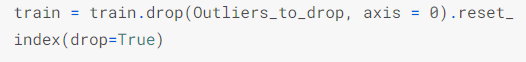 train = train.drop(Outliers_to_drop, axis = 0).reset_
index(drop=True)